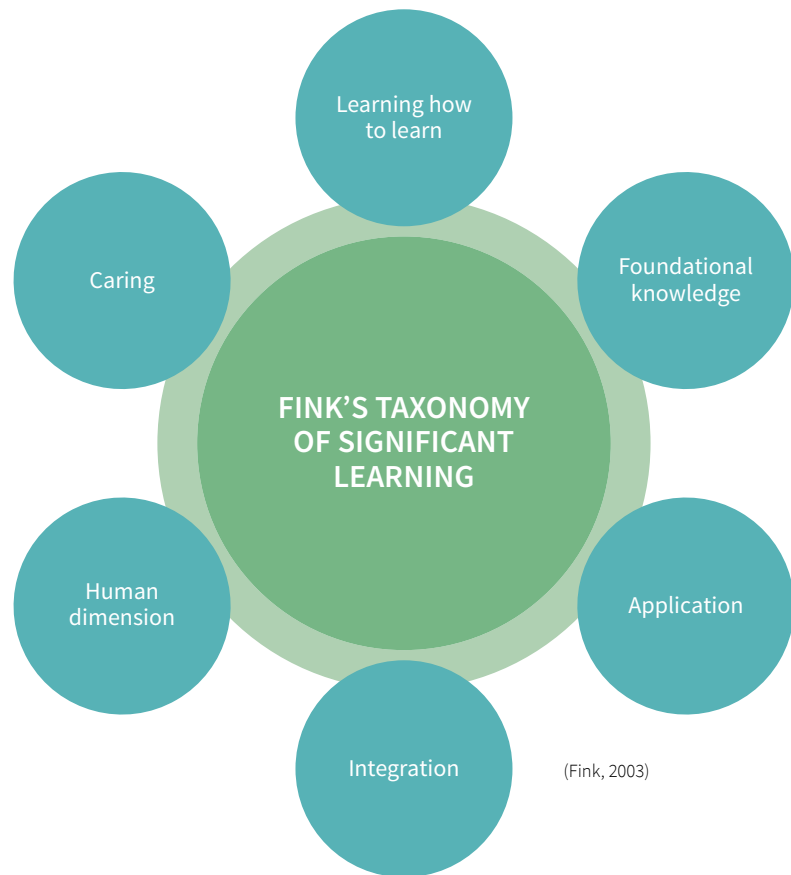 Learning how
to learn
Caring
Foundational
knowledge
FINK’S TAXONOMY
OF SIGNIFICANT
LEARNING
Human
dimension
Application
Integration
(Fink, 2003)